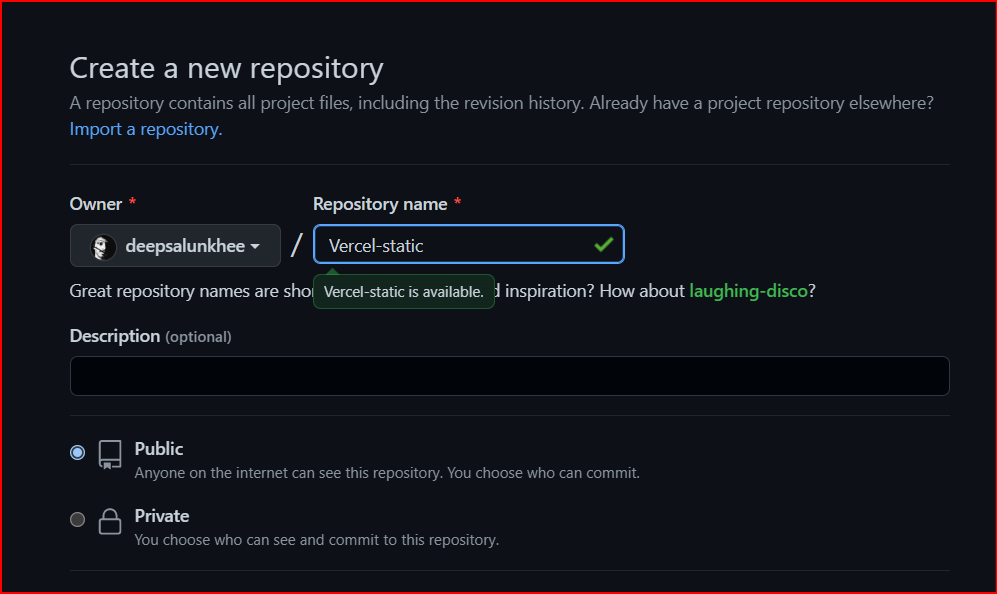 Create a new repository
A repository contains all project files, including the revision history. Already have a project repository elsewhere?
Import a repository.
Owner * Repository name *
deepsalunkhee / Vercel-static
Great repository names are sho d inspiration? How about laughing-disco?
Vercel-static is available.
Description (optional)
Public
Anyone on the internet can see this repository. You choose who can commit.
Private
You choose who can see and commit to this repository.